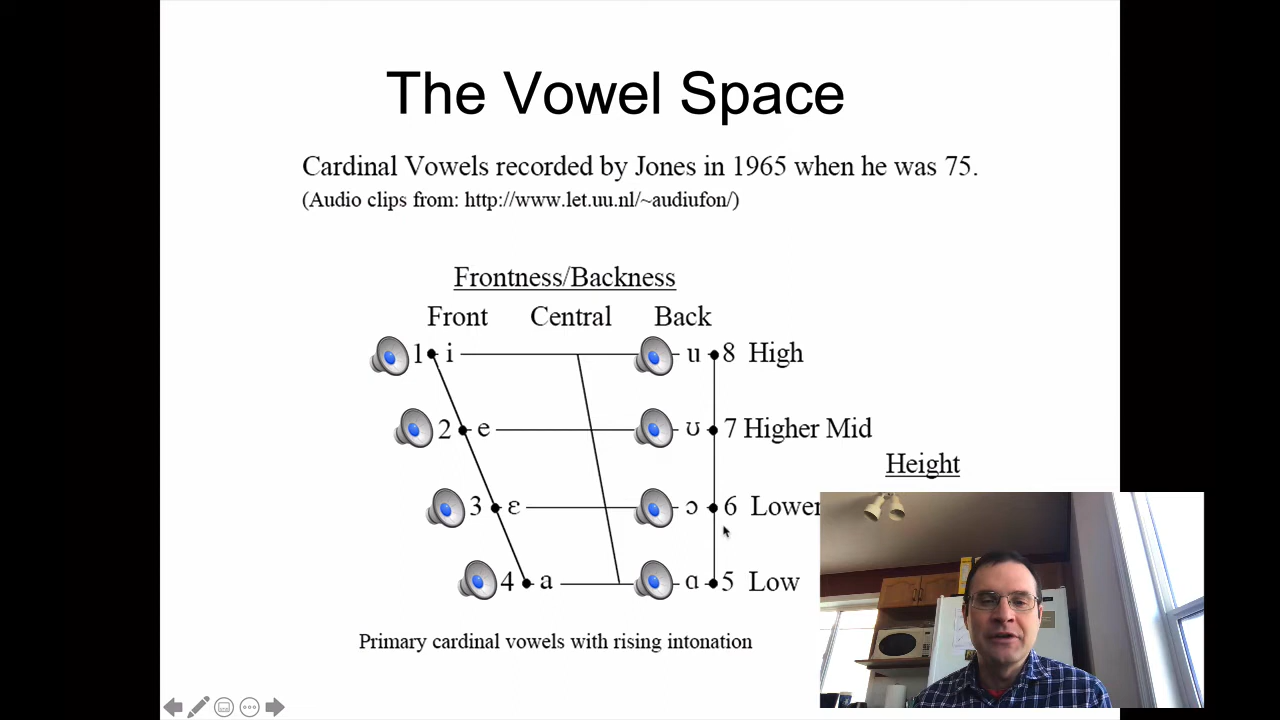 The Vowel Space
Cardinal Vowels recorded by Jones in 1965 when he was 75.
(Audio clips from: http://www.let.uu.nl/~audiufon/)
Frontness/Backness
Front Central Back
1 i u 8 High
2 e ʊ 7 Higher Mid
Height
3 ɛ ɔ 6 Lower
4 a ɑ 5 Low
Primary cardinal vowels with rising intonation